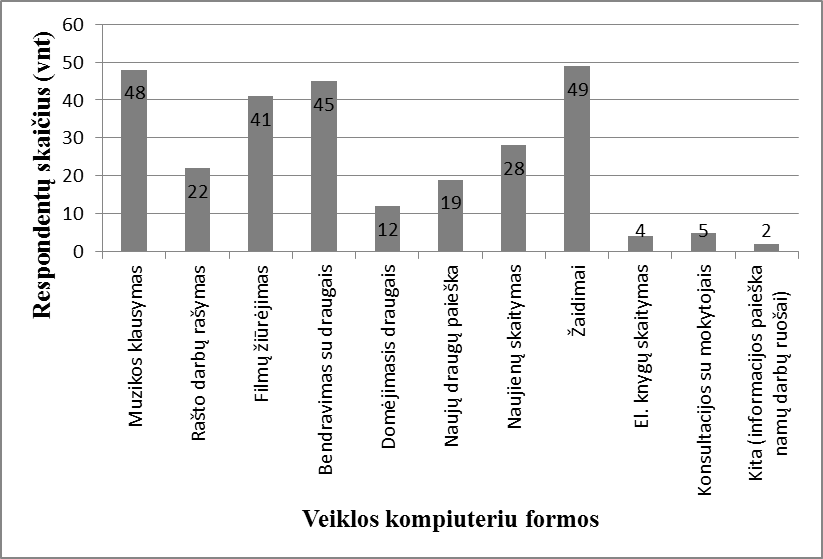 Respondentų skaičius (vnt)
60
50
40
30
20
10
0
48
22
41
45
12
19
28
49
4
5
2
Muzikos klausymas
Rašto darbų rašymas
Filmų žiūrėjimas
Bendravimas su draugais
Domėjimasis draugais
Naujų draugų paieška
Naujienų skaitymas
Žaidimai
El. knygų skaitymas
Konsultacijos su mokytojais
Kita (informacijos paieška
namų darbų ruošai)
Veiklos kompiuteriu formos